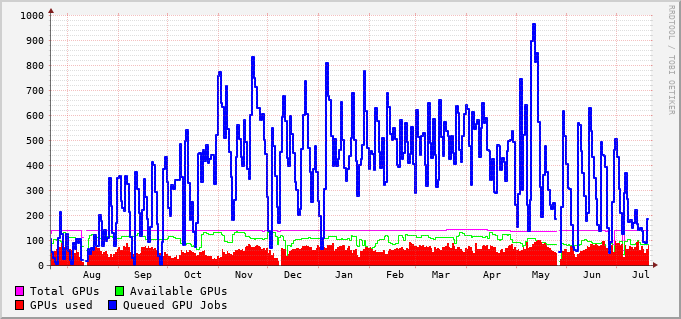 1000
900
800
700
600
500
400
300
200
100
0
Aug Sep Oct Nov Dec Jan Feb Mar Apr May Jun Jul
Total GPUs Available GPUs
GPUs used Queued GPU Jobs
RRDTOOL / TOBI OETIKER